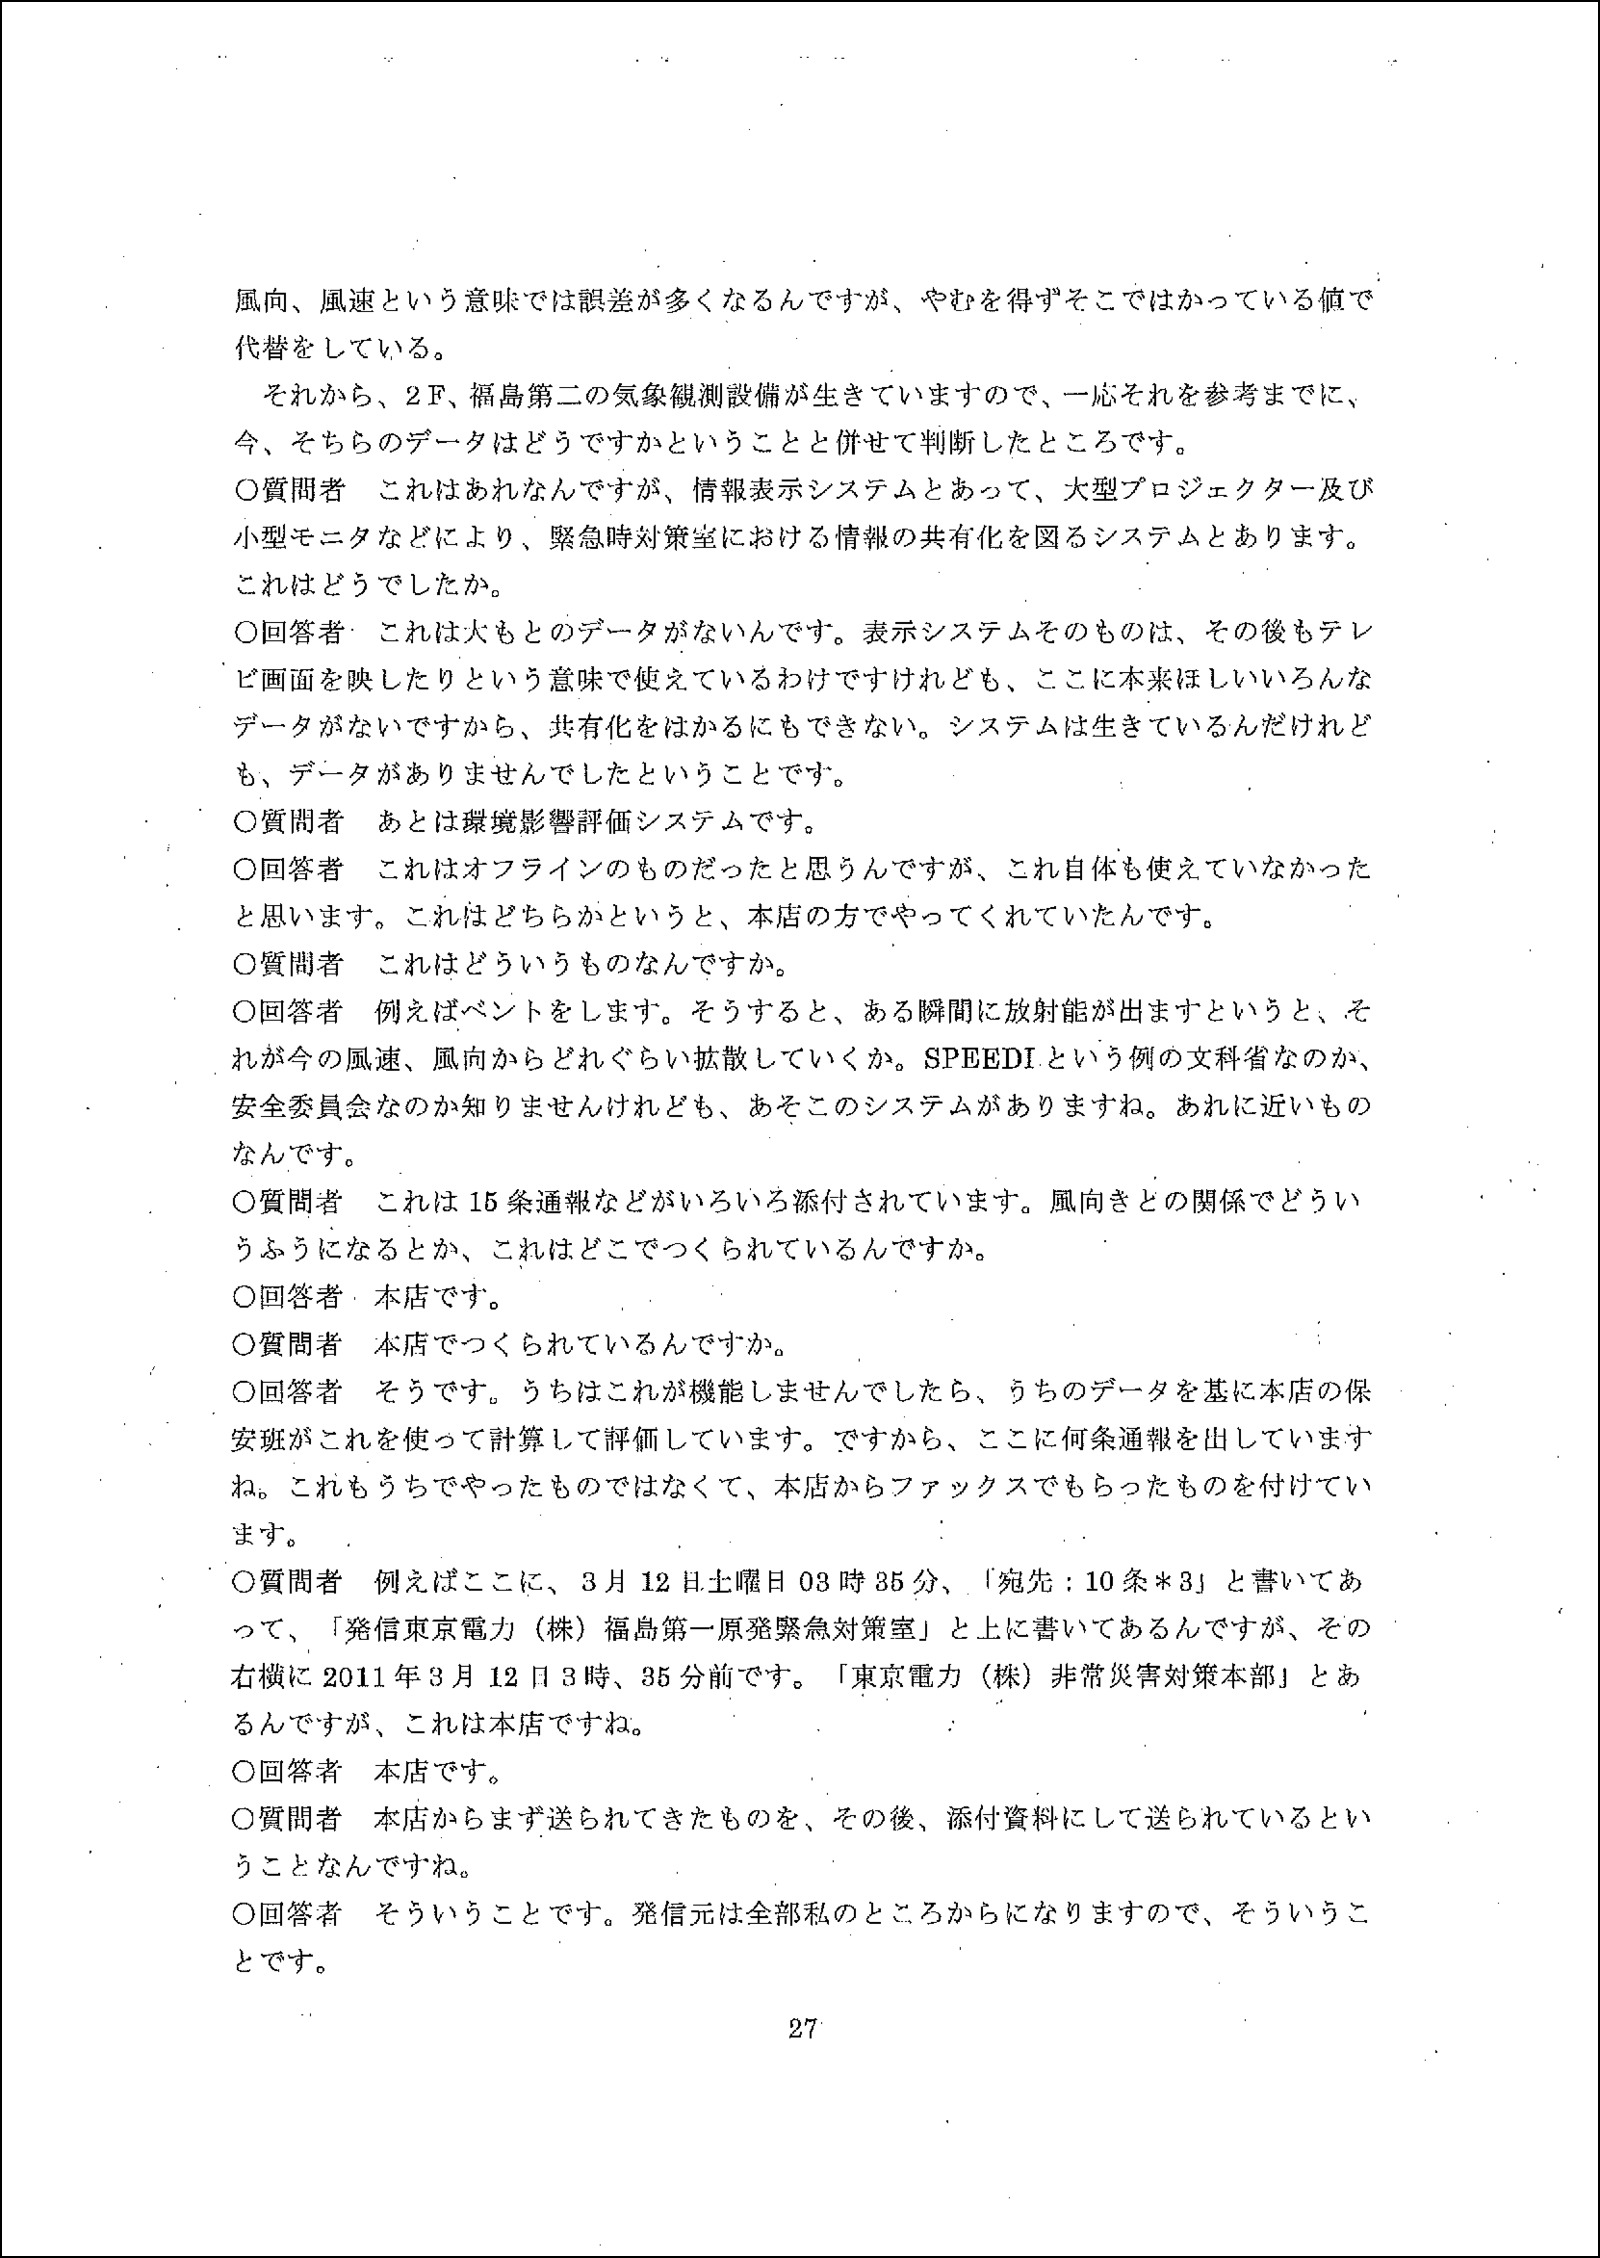 風向、風速という意味では誤差が多くなるんですが、やむを得ずそこではかっている値で
代替をしている。
　それから、2F、福島第二の気象観測設備が生きていますので、一応それを参考までに、
今、そちらのデータはどうですかということと併せて判断したところです。
○質問者　これはあれなんですが、情報表示システムとあって、大型プロジェクター及び
小型モニタなどにより、緊急時対策室における情報の共有化を図るシステムとあります。
これはどうでしたか。
○回答者　これは大もとのデータがないんです。表示システムそのものは、その後もテレ
ビ画面を映したりという意味で使えているわけですけれども、ここに本来ほしいいろんな
データがないですから、共有化をはかるにもできない。システムは生きているんだけれど
も、データがありませんでしたということです。
○質問者　あとは環境影響評価システムです。
○回答者　これはオフラインのものだったと思うんですが、これ自体も使えていなかった
と思います。これはどちらかというと、本店の方でやってくれていたんです。
○質問者　これはどういうものなんですか。
○回答者　例えばベントをします。そうすると、ある瞬間に放射能が出ますというと、そ
れが今の風速、風向からどれぐらい拡散していくか。SPEEDI という例の文科省なのか、
安全委員会なのか知りませんけれども、あそこのシステムがありますね。あれに近いもの
なんです。
○質問者　これは 15 条通報などがいろいろ添付されています。風向きとの関係でどうい
うふうになるとか、これはどこでつくられているんですか。
○回答者　本店です。
○質問者　本店でつくられているんですか。
○回答者　そうです。うちはこれが機能しませんでしたら、うちのデータを基に本店の保
安班がこれを使って計算して評価しています。ですから、ここに何条通報を出しています
ね。これもうちでやったものではなくて、本店からファックスでもらったものを付けてい
ます。
○質問者　例えばここに、3 月 12 日土曜日 03 時 35 分、「宛先：10 条＊3」と書いてあ
って、「発信東京電力（株）福島第一原発緊急対策室」と上に書いてあるんですが、その
右横に 2011 年 3 月 12 日 3 時、35 分前です。「東京電力（株）非常災害対策本部」とあ
るんですが、これは本店ですね。
○回答者　本店です。
○質問者　本店からまず送られてきたものを、その後、添付資料にして送られているとい
うことなんですね。
○回答者　そういうことです。発信元は全部私のところからになりますので、そういうこ
とです。
27